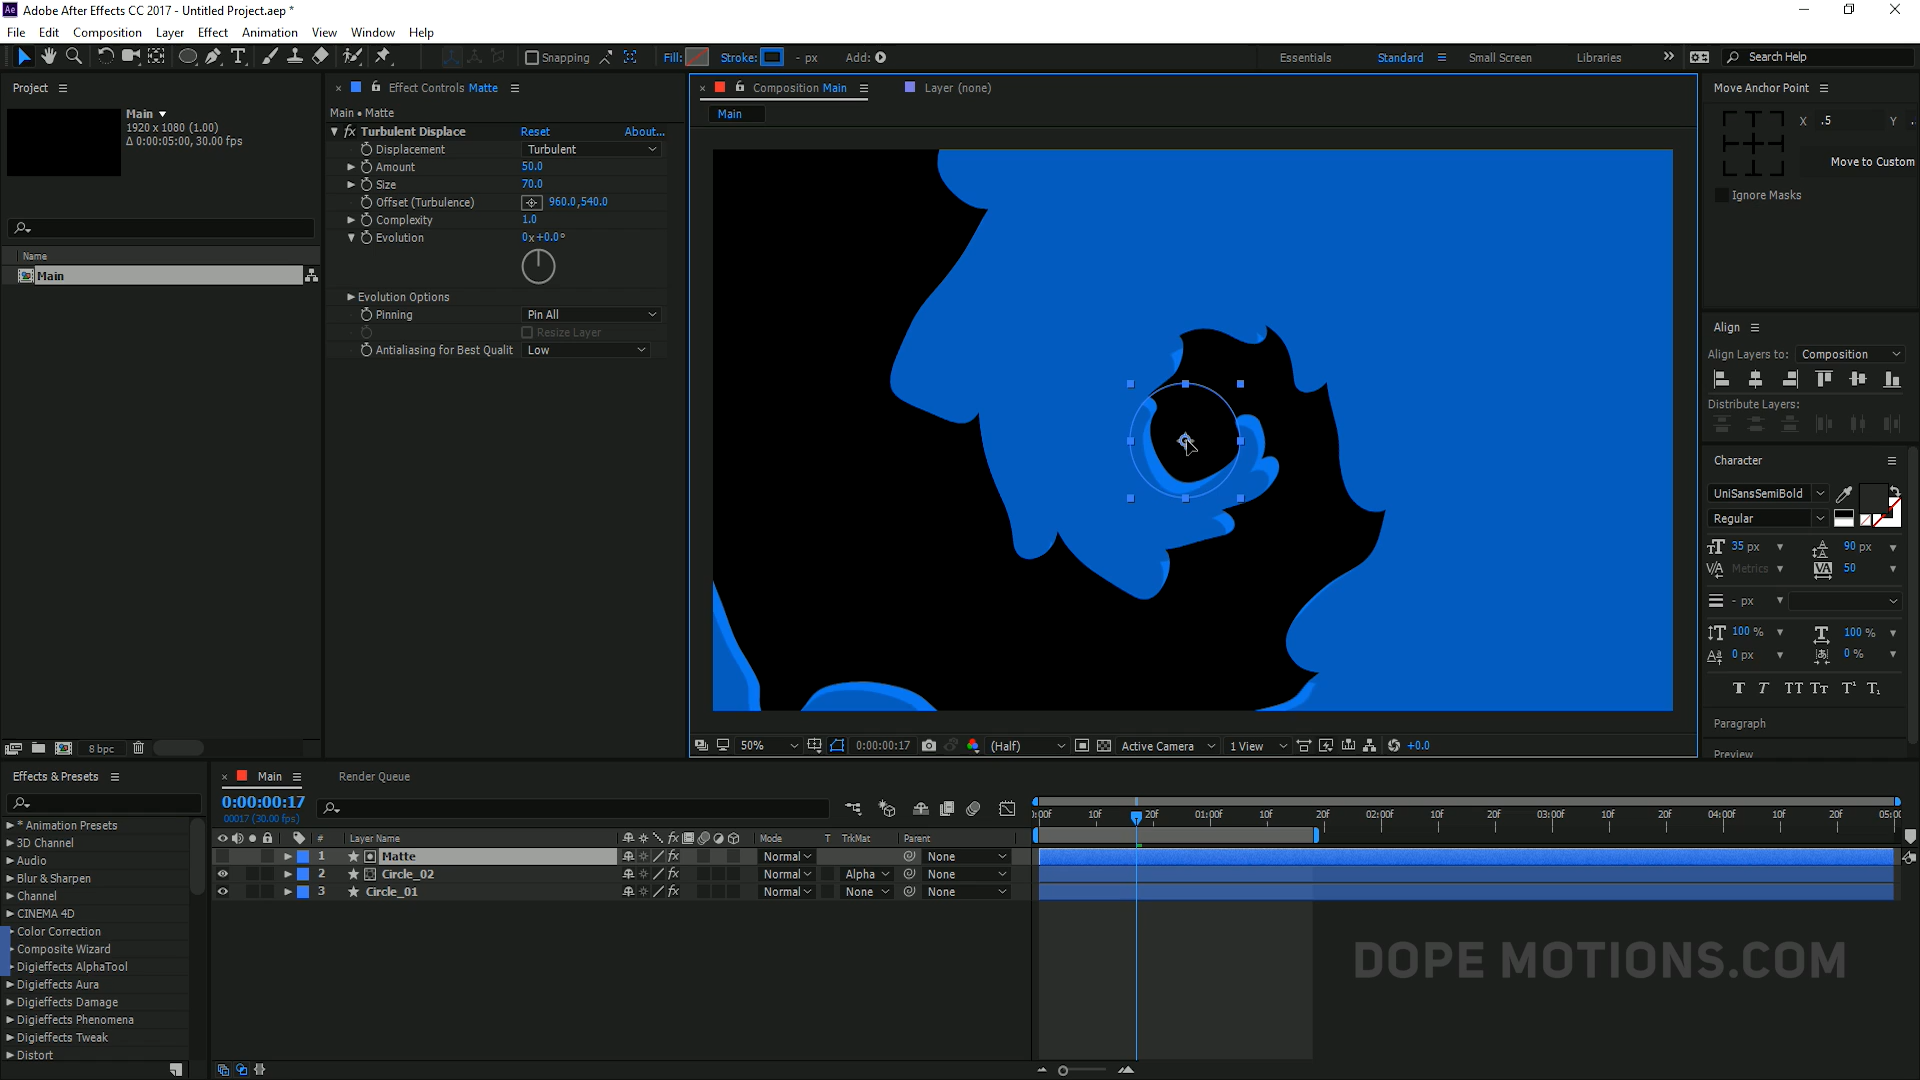 Adobe After Effects CC 2017 - Untitled Project.aep *
File Edit Composition Layer Effect Animation View Window Help
Snapping Fill: Stroke: - px Add: Essentials Standard Small Screen Libraries Search Help
Project
Main
1920 x 1080 (1.00)
Δ 0:00:05:00, 30.00 fps
Name
Main
8 bpc
Effect Controls Matte
Main • Matte
fx Turbulent Displace Reset About...
Displacement Turbulent
Amount 50.0
Size 70.0
Offset (Turbulence) 960.0,540.0
Complexity 1.0
Evolution 0x+0.0°
Evolution Options
Pinning Pin All
Resize Layer
Antialiasing for Best Qualit Low
Composition Main Layer (none)
Main
50% 0:00:00:17 (Half) Active Camera 1 View +0.0
Move Anchor Point
X .5 Y .
Move to Custom
Ignore Masks
Align
Align Layers to: Composition
Distribute Layers:
Character
UniSansSemiBold
Regular
35 px 90 px
Metrics 50
- px
100 % 100 %
0 px 0 %
T T TT Tt T¹ T₁
Paragraph
Preview
Effects & Presets
* Animation Presets
3D Channel
Audio
Blur & Sharpen
Channel
CINEMA 4D
Color Correction
Composite Wizard
Digieffects AlphaTool
Digieffects Aura
Digieffects Damage
Digieffects Phenomena
Digieffects Tweak
Distort
Main Render Queue
0:00:00:17
00017 (30.00 fps)
# Layer Name fx Mode T TrkMat Parent
1 Matte fx Normal None
2 Circle_02 fx Normal Alpha None
3 Circle_01 fx Normal None None
):00f 10f 20f 01:00f 10f 20f 02:00f 10f 20f 03:00f 10f 20f 04:00f 10f 20f 05:0
DOPE MOTIONS.COM